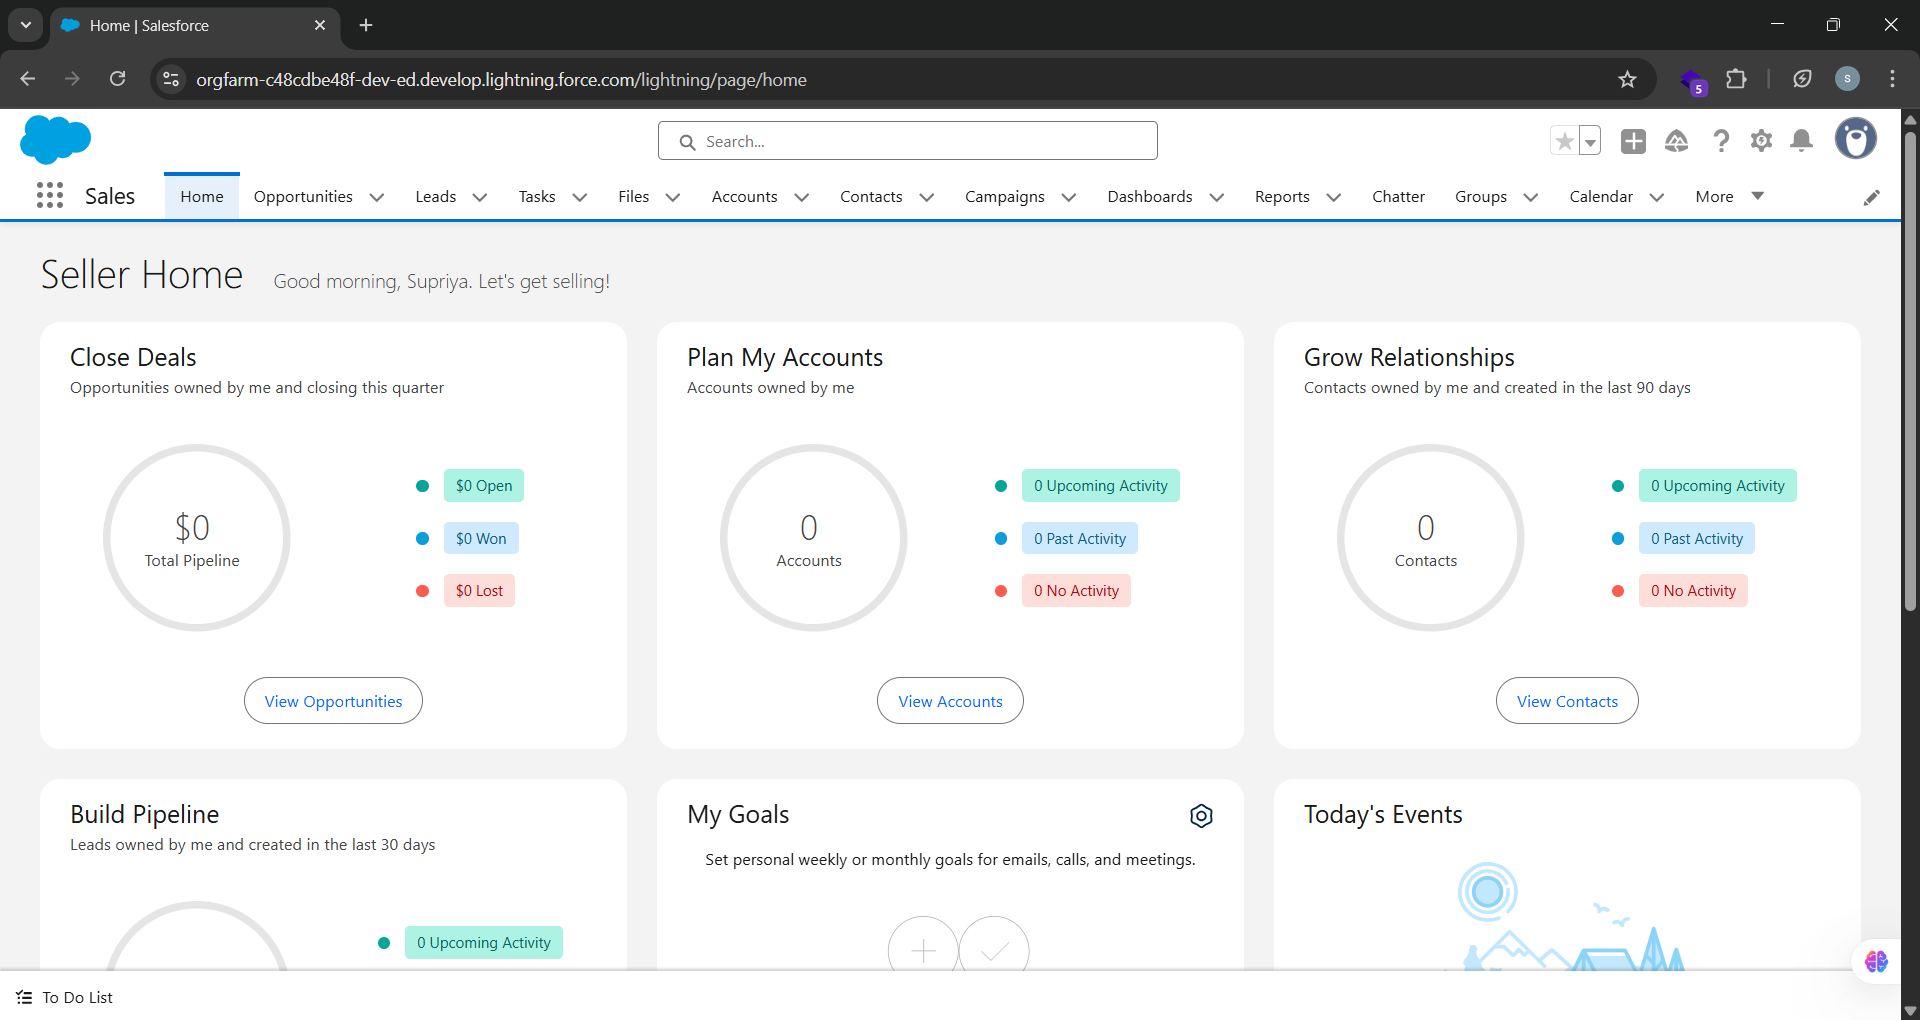 Home | Salesforce
orgfarm-c48cdbe48f-dev-ed.develop.lightning.force.com/lightning/page/home
5
S
Search...
Sales
Home
Opportunities
Leads
Tasks
Files
Accounts
Contacts
Campaigns
Dashboards
Reports
Chatter
Groups
Calendar
More
Seller Home
Good morning, Supriya. Let's get selling!
Close Deals
Opportunities owned by me and closing this quarter
$0
Total Pipeline
$0 Open
$0 Won
$0 Lost
View Opportunities
Plan My Accounts
Accounts owned by me
0
Accounts
0 Upcoming Activity
0 Past Activity
0 No Activity
View Accounts
Grow Relationships
Contacts owned by me and created in the last 90 days
0
Contacts
0 Upcoming Activity
0 Past Activity
0 No Activity
View Contacts
Build Pipeline
Leads owned by me and created in the last 30 days
0 Upcoming Activity
My Goals
Set personal weekly or monthly goals for emails, calls, and meetings.
Today's Events
To Do List